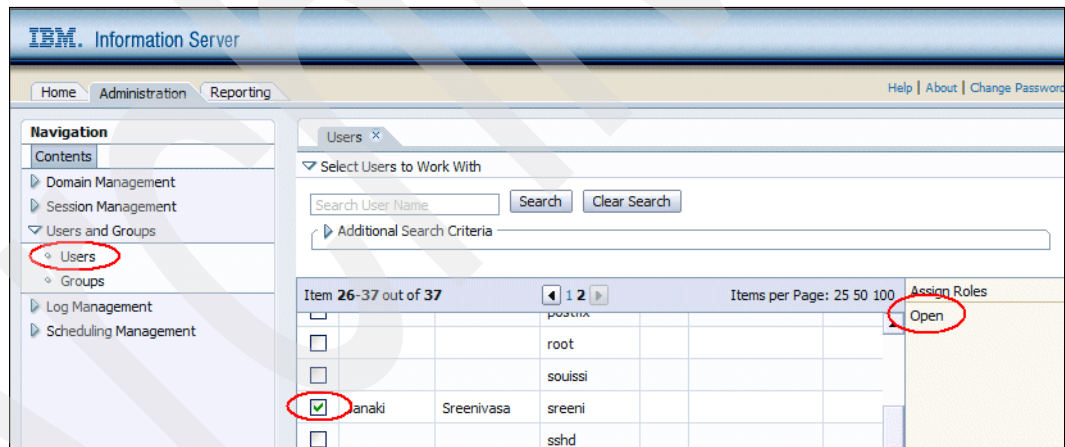 IBM. Information Server
Home Administration Reporting
Help | About | Change Password
Navigation
Contents
Domain Management
Session Management
Users and Groups
Users
Groups
Log Management
Scheduling Management
Users
Select Users to Work With
Search User Name Search Clear Search
Additional Search Criteria
Item 26-37 out of 37 1 2 Items per Page: 25 50 100
Assign Roles
Open
postfix
root
souissi
Janaki Sreenivasa sreeni
sshd